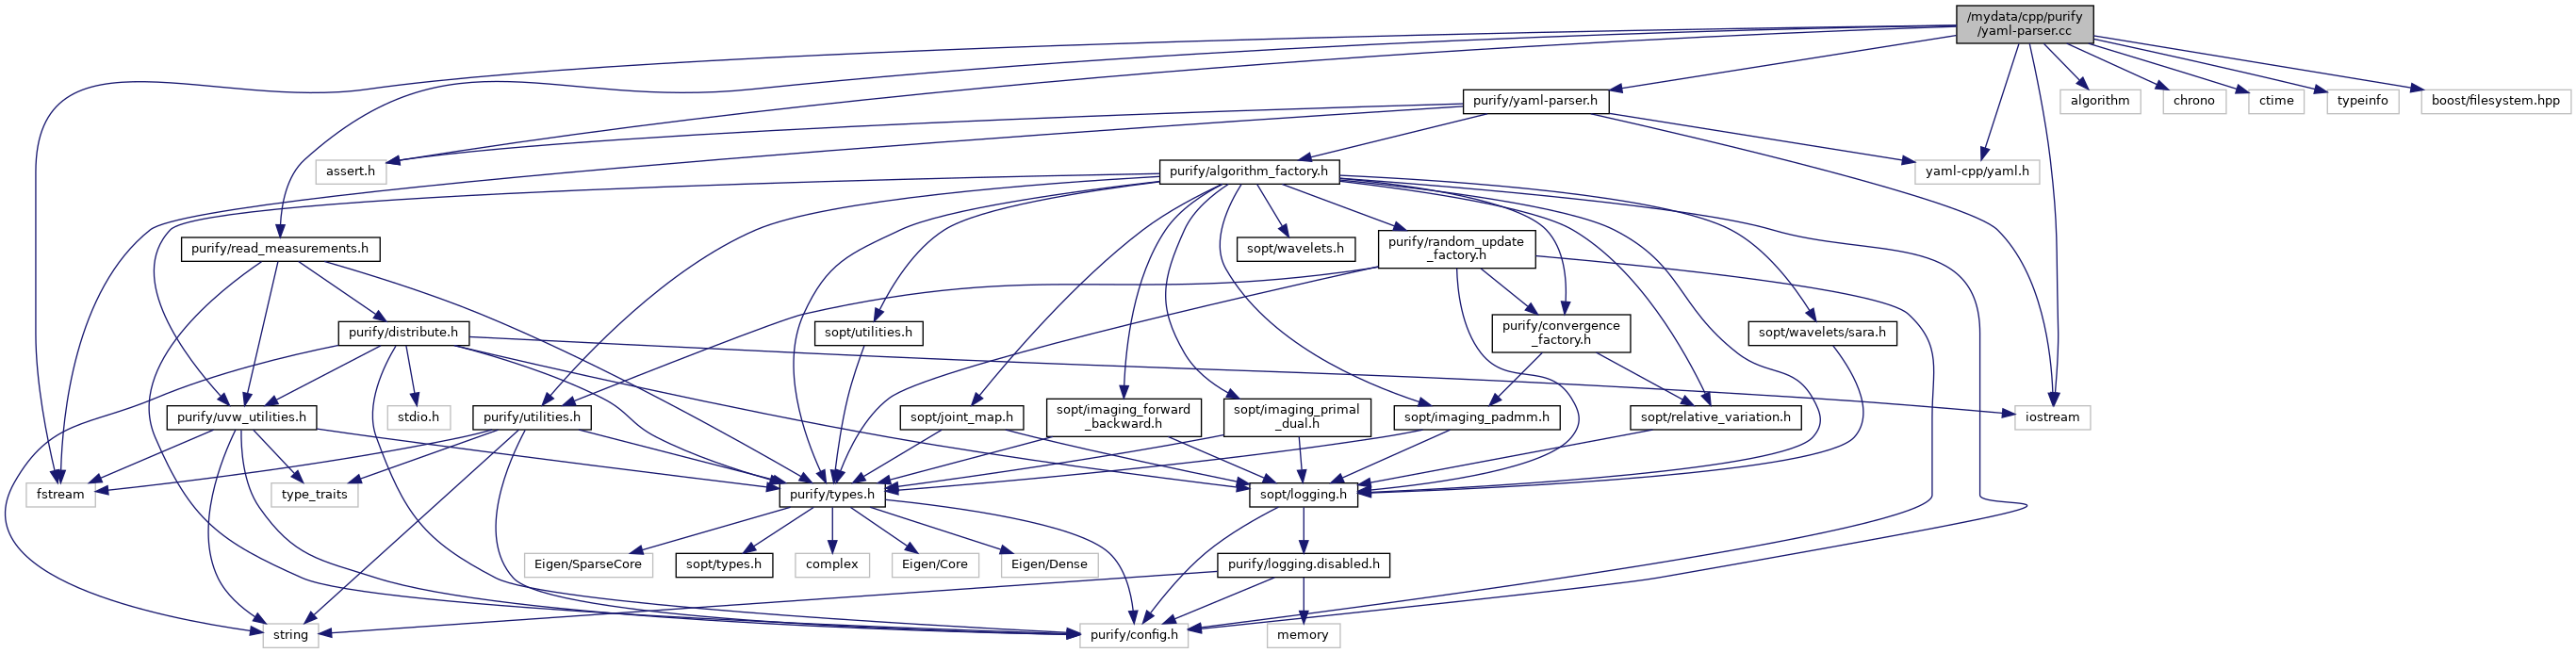 /mydata/cpp/purify
/yaml-parser.cc
purify/yaml-parser.h
algorithm
chrono
ctime
typeinfo
boost/filesystem.hpp
assert.h
purify/algorithm_factory.h
yaml-cpp/yaml.h
purify/read_measurements.h
sopt/wavelets.h
purify/random_update
_factory.h
purify/distribute.h
sopt/utilities.h
purify/convergence
_factory.h
sopt/wavelets/sara.h
purify/uvw_utilities.h
stdio.h
purify/utilities.h
sopt/joint_map.h
sopt/imaging_forward
_backward.h
sopt/imaging_primal
_dual.h
sopt/imaging_padmm.h
sopt/relative_variation.h
iostream
fstream
type_traits
purify/types.h
sopt/logging.h
Eigen/SparseCore
sopt/types.h
complex
Eigen/Core
Eigen/Dense
purify/logging.disabled.h
string
purify/config.h
memory